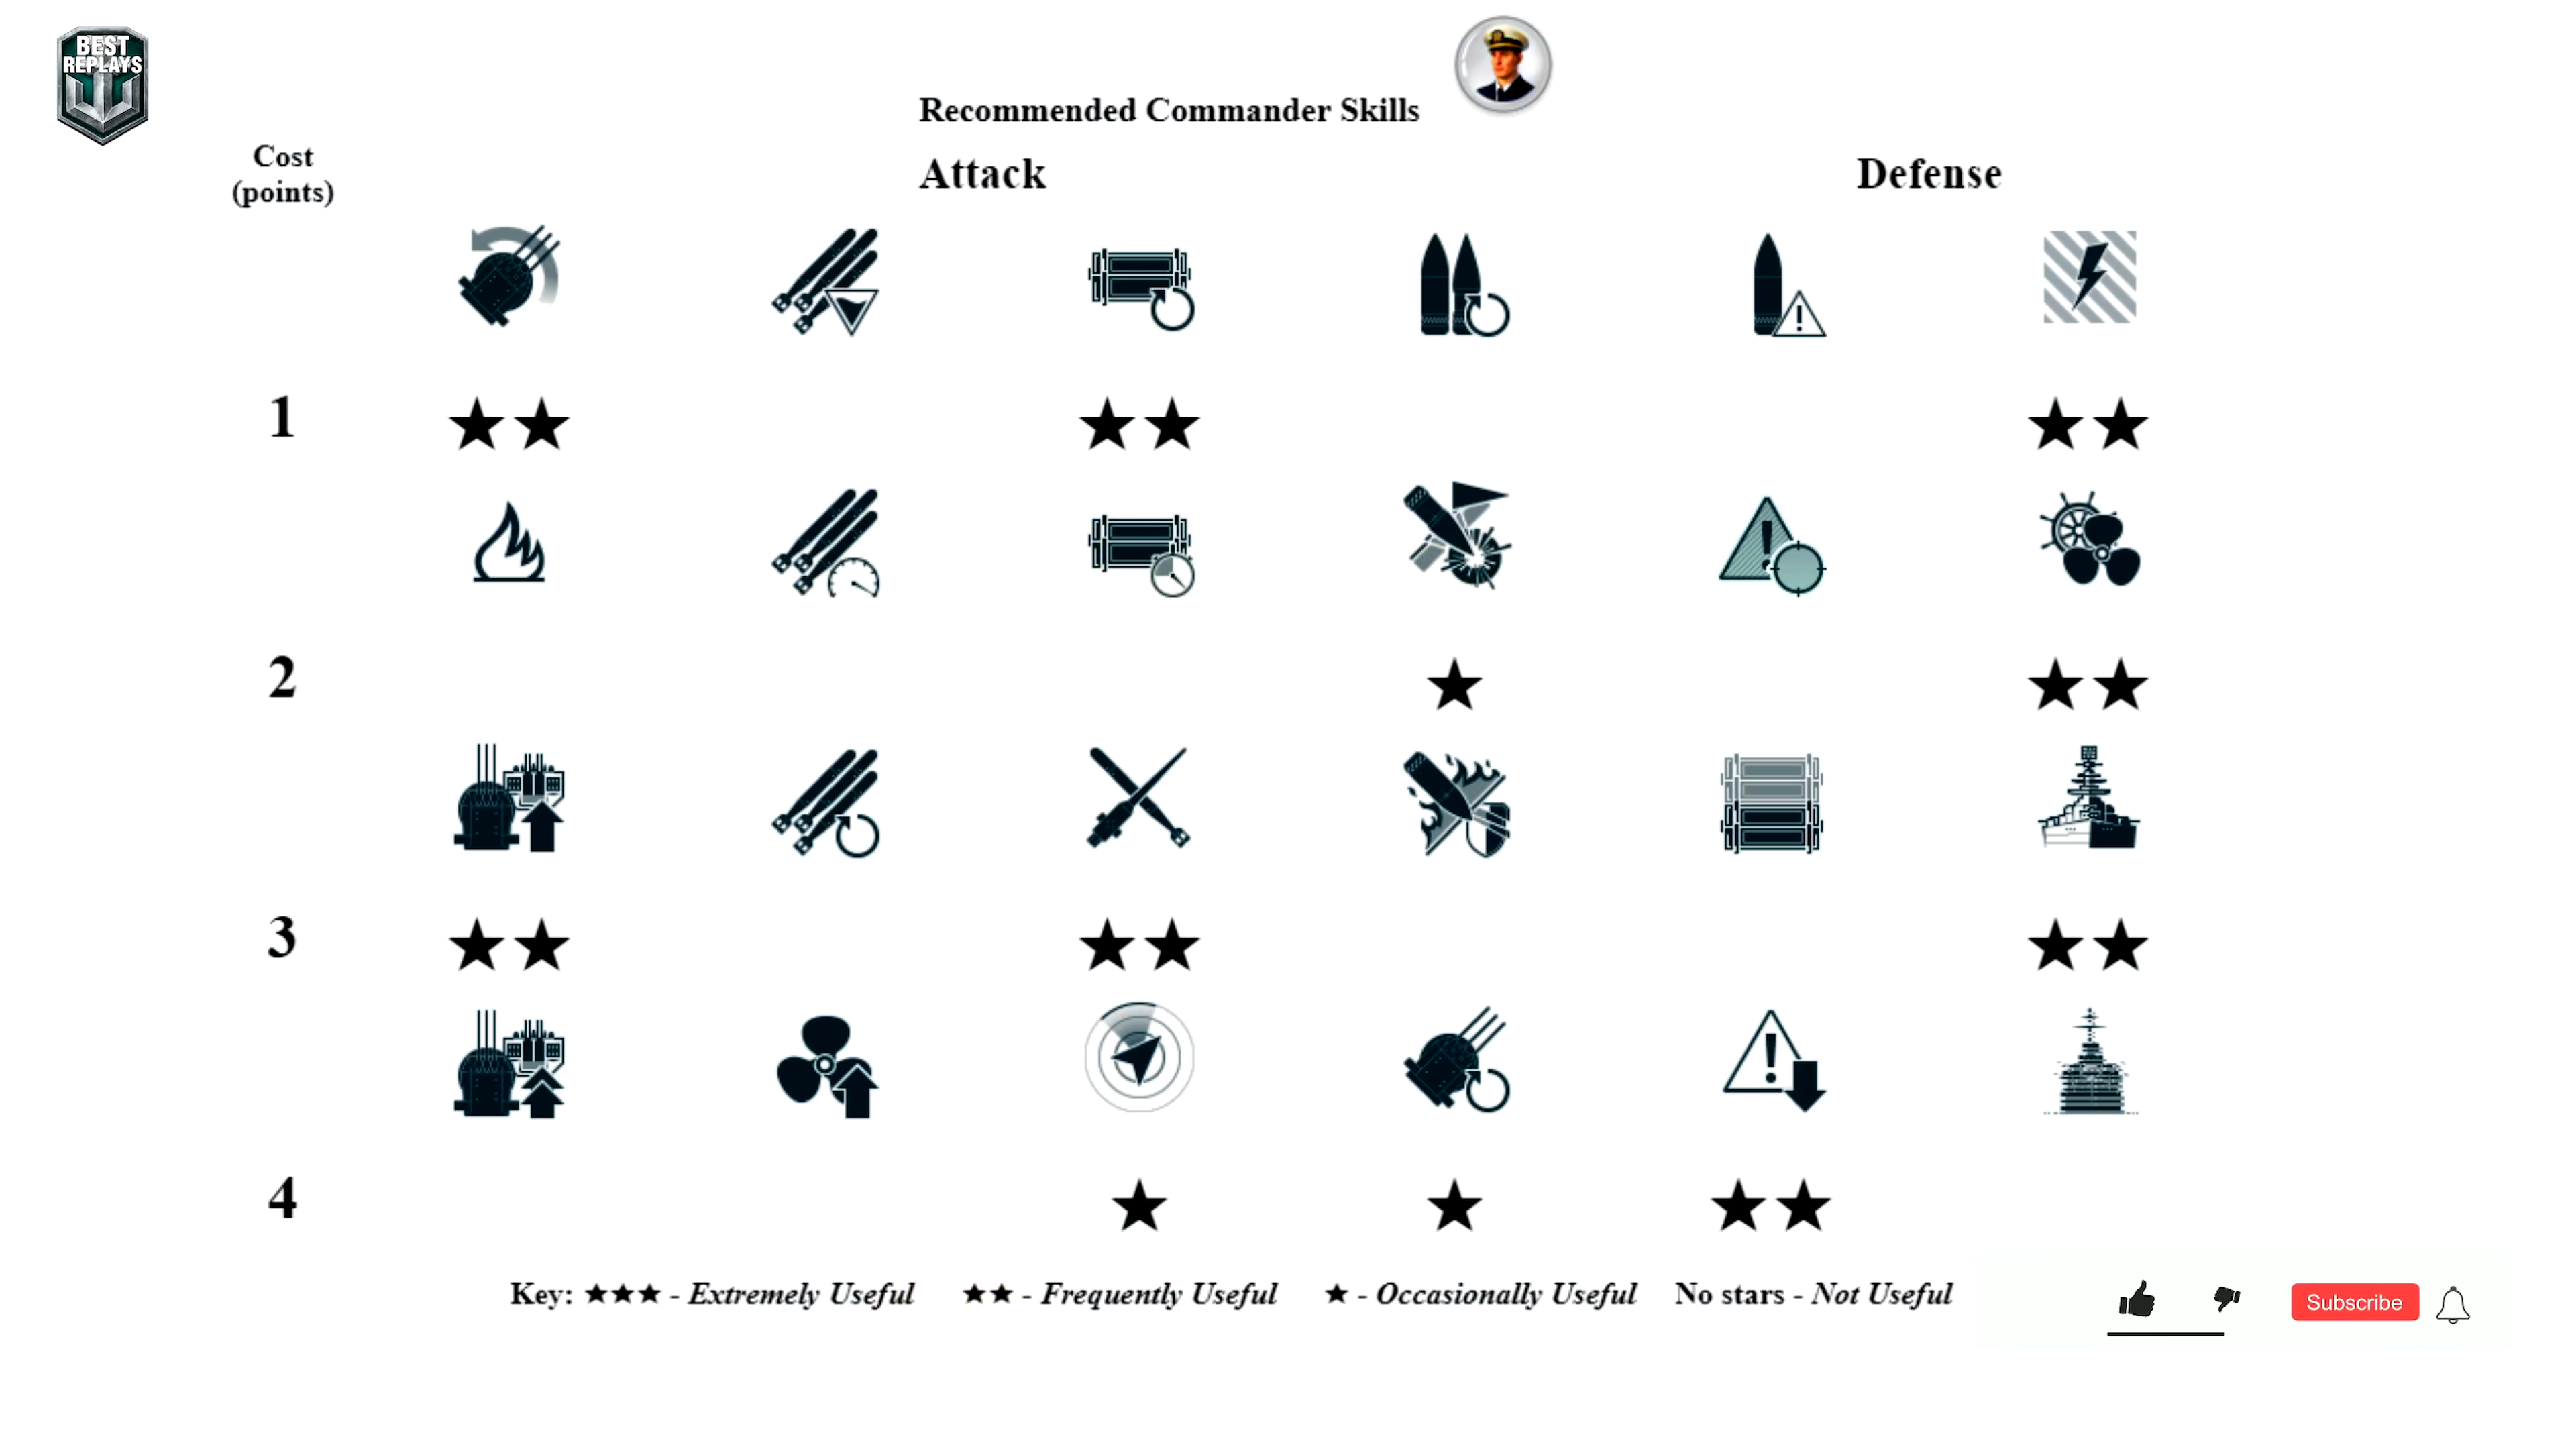 BEST
REPLAYS
Recommended Commander Skills
Cost
(points)
Attack
Defense
1
★★ ★★ ★★
2
★ ★★
3
★★ ★★ ★★
4
★ ★ ★★
Key: ★★★ - Extremely Useful ★★ - Frequently Useful ★ - Occasionally Useful No stars - Not Useful
Subscribe